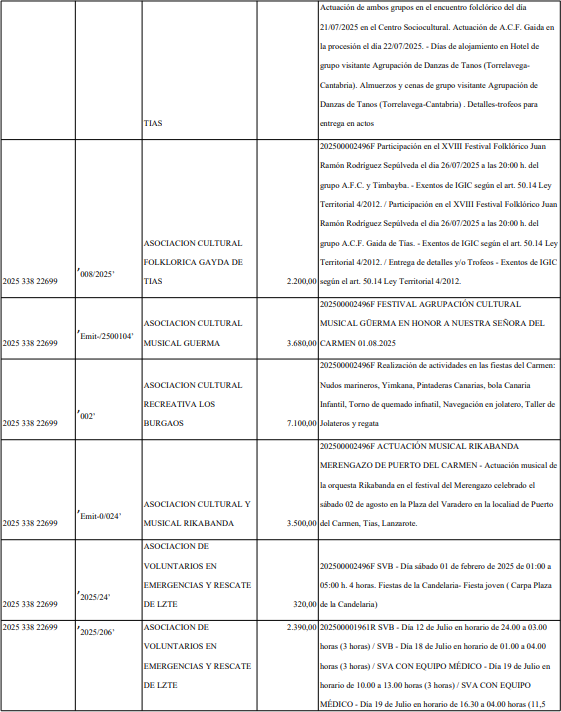 Actuación de ambos grupos en el encuentro folclórico del día
21/07/2025 en el Centro Sociocultural. Actuación de A.C.F. Gaida en
la procesión el día 22/07/2025. - Días de alojamiento en Hotel de
grupo visitante Agrupación de Danzas de Tanos (Torrelavega-
Cantabria). Almuerzos y cenas de grupo visitante Agrupación de
Danzas de Tanos (Torrelavega-Cantabria) . Detalles-trofeos para
TIAS entrega en actos
202500002496F Participación en el XVIII Festival Folklórico Juan
Ramón Rodríguez Sepúlveda el día 26/07/2025 a las 20:00 h. del
grupo A.F.C. y Timbayba. - Exentos de IGIC según el art. 50.14 Ley
Territorial 4/2012. / Participación en el XVIII Festival Folklórico Juan
Ramón Rodríguez Sepúlveda el día 26/07/2025 a las 20:00 h. del
ASOCIACION CULTURAL grupo A.C.F. Gaida de Tías. - Exentos de IGIC según el art. 50.14 Ley
FOLKLORICA GAYDA DE Territorial 4/2012. / Entrega de detalles y/o Trofeos - Exentos de IGIC
2025 338 22699 '008/2025' TIAS 2.200,00 según el art. 50.14 Ley Territorial 4/2012.
202500002496F FESTIVAL AGRUPACIÓN CULTURAL
ASOCIACION CULTURAL MUSICAL GÜERMA EN HONOR A NUESTRA SEÑORA DEL
2025 338 22699 'Emit-/2500104' MUSICAL GUERMA 3.680,00 CARMEN 01.08.2025
202500002496F Realización de actividades en las fiestas del Carmen:
ASOCIACION CULTURAL Nudos marineros, Yimkana, Pintaderas Canarias, bola Canaria
RECREATIVA LOS Infantil, Torno de quemado infnatil, Navegación en jolatero, Taller de
2025 338 22699 '002' BURGAOS 7.100,00 Jolateros y regata
202500002496F ACTUACIÓN MUSICAL RIKABANDA
MERENGAZO DE PUERTO DEL CARMEN - Actuación musical de
la orquesta Rikabanda en el festival del Merengazo celebrado el
ASOCIACION CULTURAL Y sábado 02 de agosto en la Plaza del Varadero en la localiad de Puerto
2025 338 22699 'Emit-0/024' MUSICAL RIKABANDA 3.500,00 del Carmen, Tias, Lanzarote.
ASOCIACION DE
VOLUNTARIOS EN 202500002496F SVB - Día sábado 01 de febrero de 2025 de 01:00 a
EMERGENCIAS Y RESCATE 05:00 h. 4 horas. Fiestas de la Candelaria- Fiesta joven ( Carpa Plaza
2025 338 22699 '2025/24' DE LZTE 320,00 de la Candelaria)
2025 338 22699 '2025/206' ASOCIACION DE 2.390,00 202500001961R SVB - Día 12 de Julio en horario de 24.00 a 03.00
VOLUNTARIOS EN horas (3 horas) / SVB - Día 18 de Julio en horario de 01.00 a 04.00
EMERGENCIAS Y RESCATE horas (3 horas) / SVA CON EQUIPO MÉDICO - Día 19 de Julio en
DE LZTE horario de 10.00 a 13.00 horas (3 horas) / SVA CON EQUIPO
MÉDICO - Día 19 de Julio en horario de 16.30 a 04.00 horas (11,5